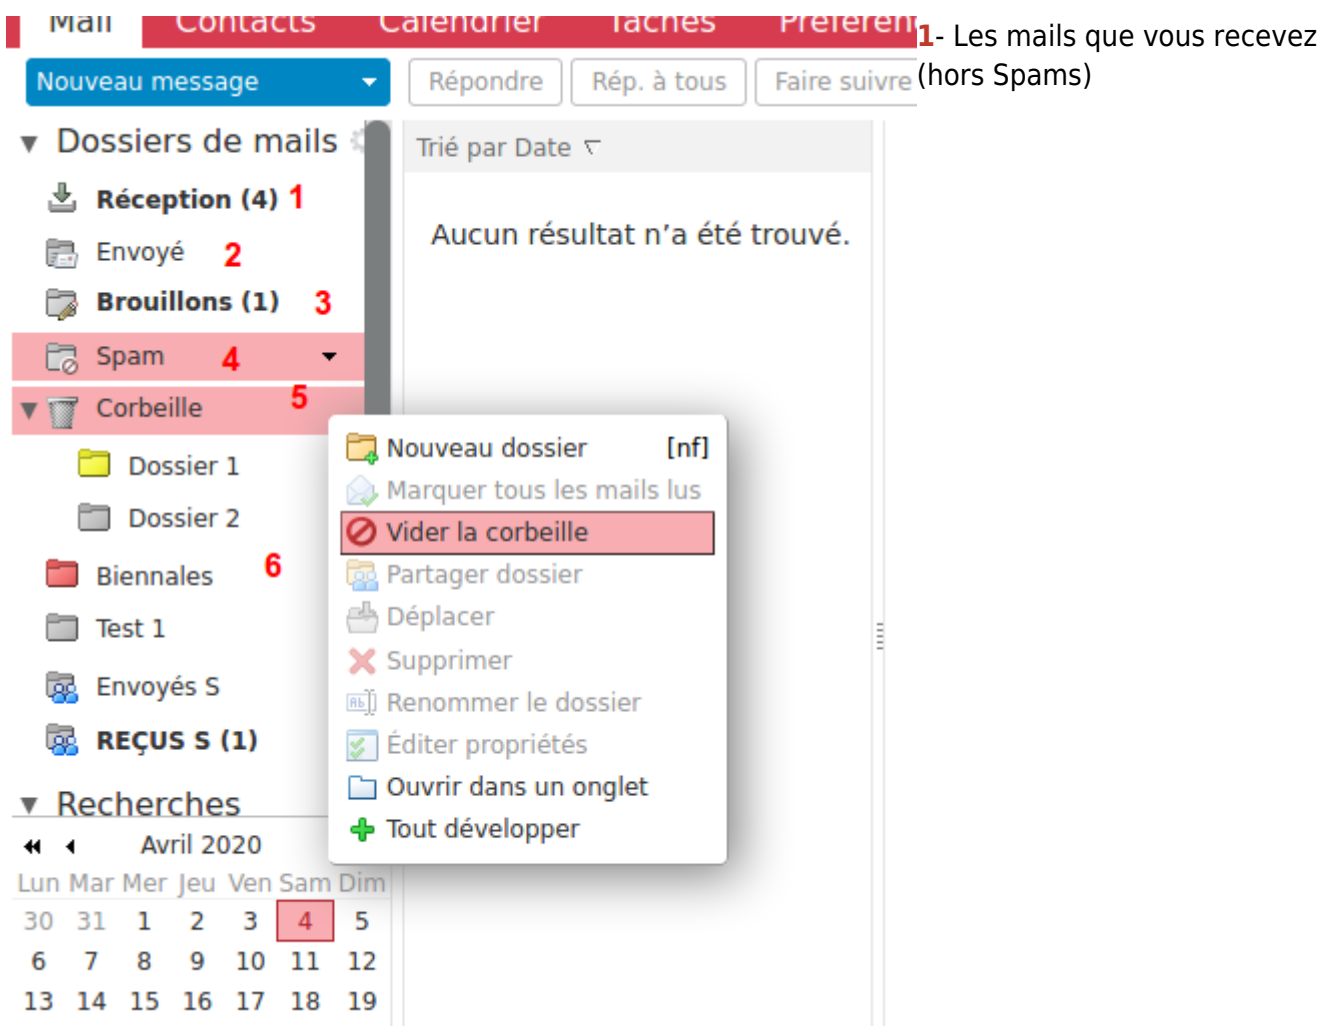 Mail Contacts Calendrier Tâches Préféren
1- Les mails que vous recevez
(hors Spams)
Nouveau message Répondre Rép. à tous Faire suivre
Dossiers de mails
Trié par Date
Réception (4) 1
Aucun résultat n’a été trouvé.
Envoyé 2
Brouillons (1) 3
Spam 4
Corbeille 5
Dossier 1
Dossier 2
Biennales 6
Test 1
Envoyés S
REÇUS S (1)
Nouveau dossier [nf]
Marquer tous les mails lus
Vider la corbeille
Partager dossier
Déplacer
Supprimer
Renommer le dossier
Éditer propriétés
Ouvrir dans un onglet
Tout développer
Recherches
Avril 2020
Lun Mar Mer Jeu Ven Sam Dim
30 31 1 2 3 4 5
6 7 8 9 10 11 12
13 14 15 16 17 18 19